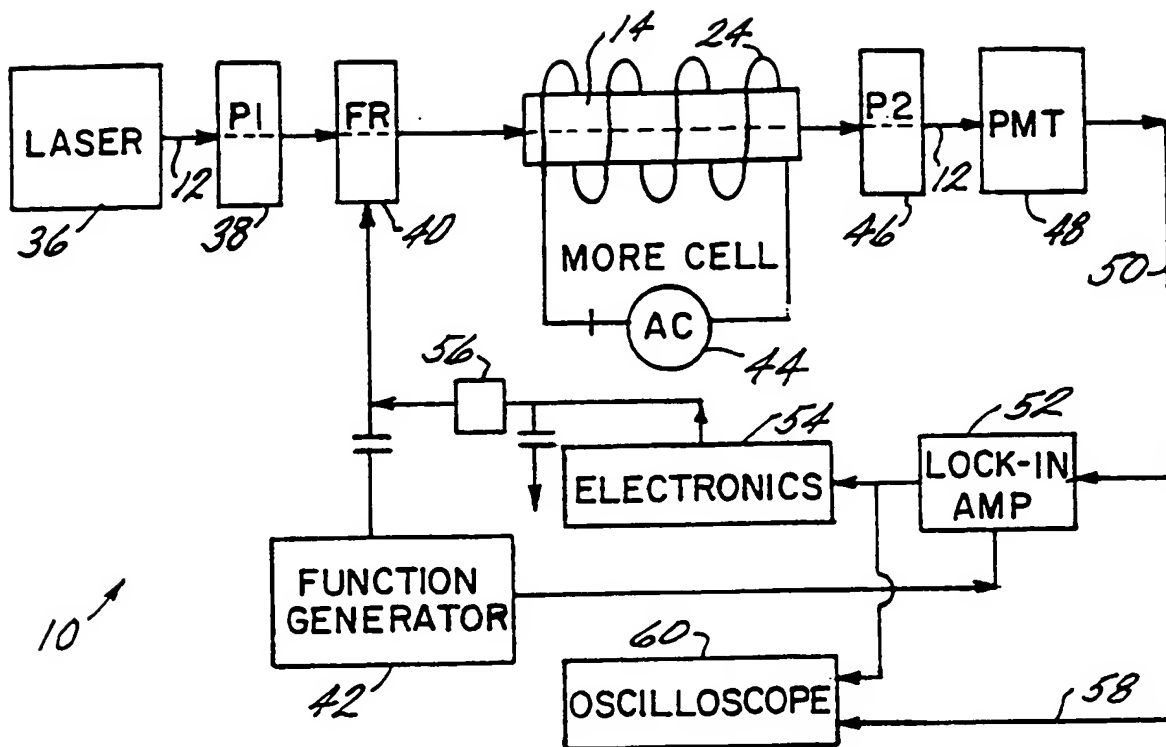 14
24
LASER
P1
FR
P2
PMT
12
12
36
38
40
46
48
50
MORE CELL
AC
44
56
54
52
ELECTRONICS
LOCK-IN
AMP
FUNCTION
GENERATOR
10
42
60
OSCILLOSCOPE
58